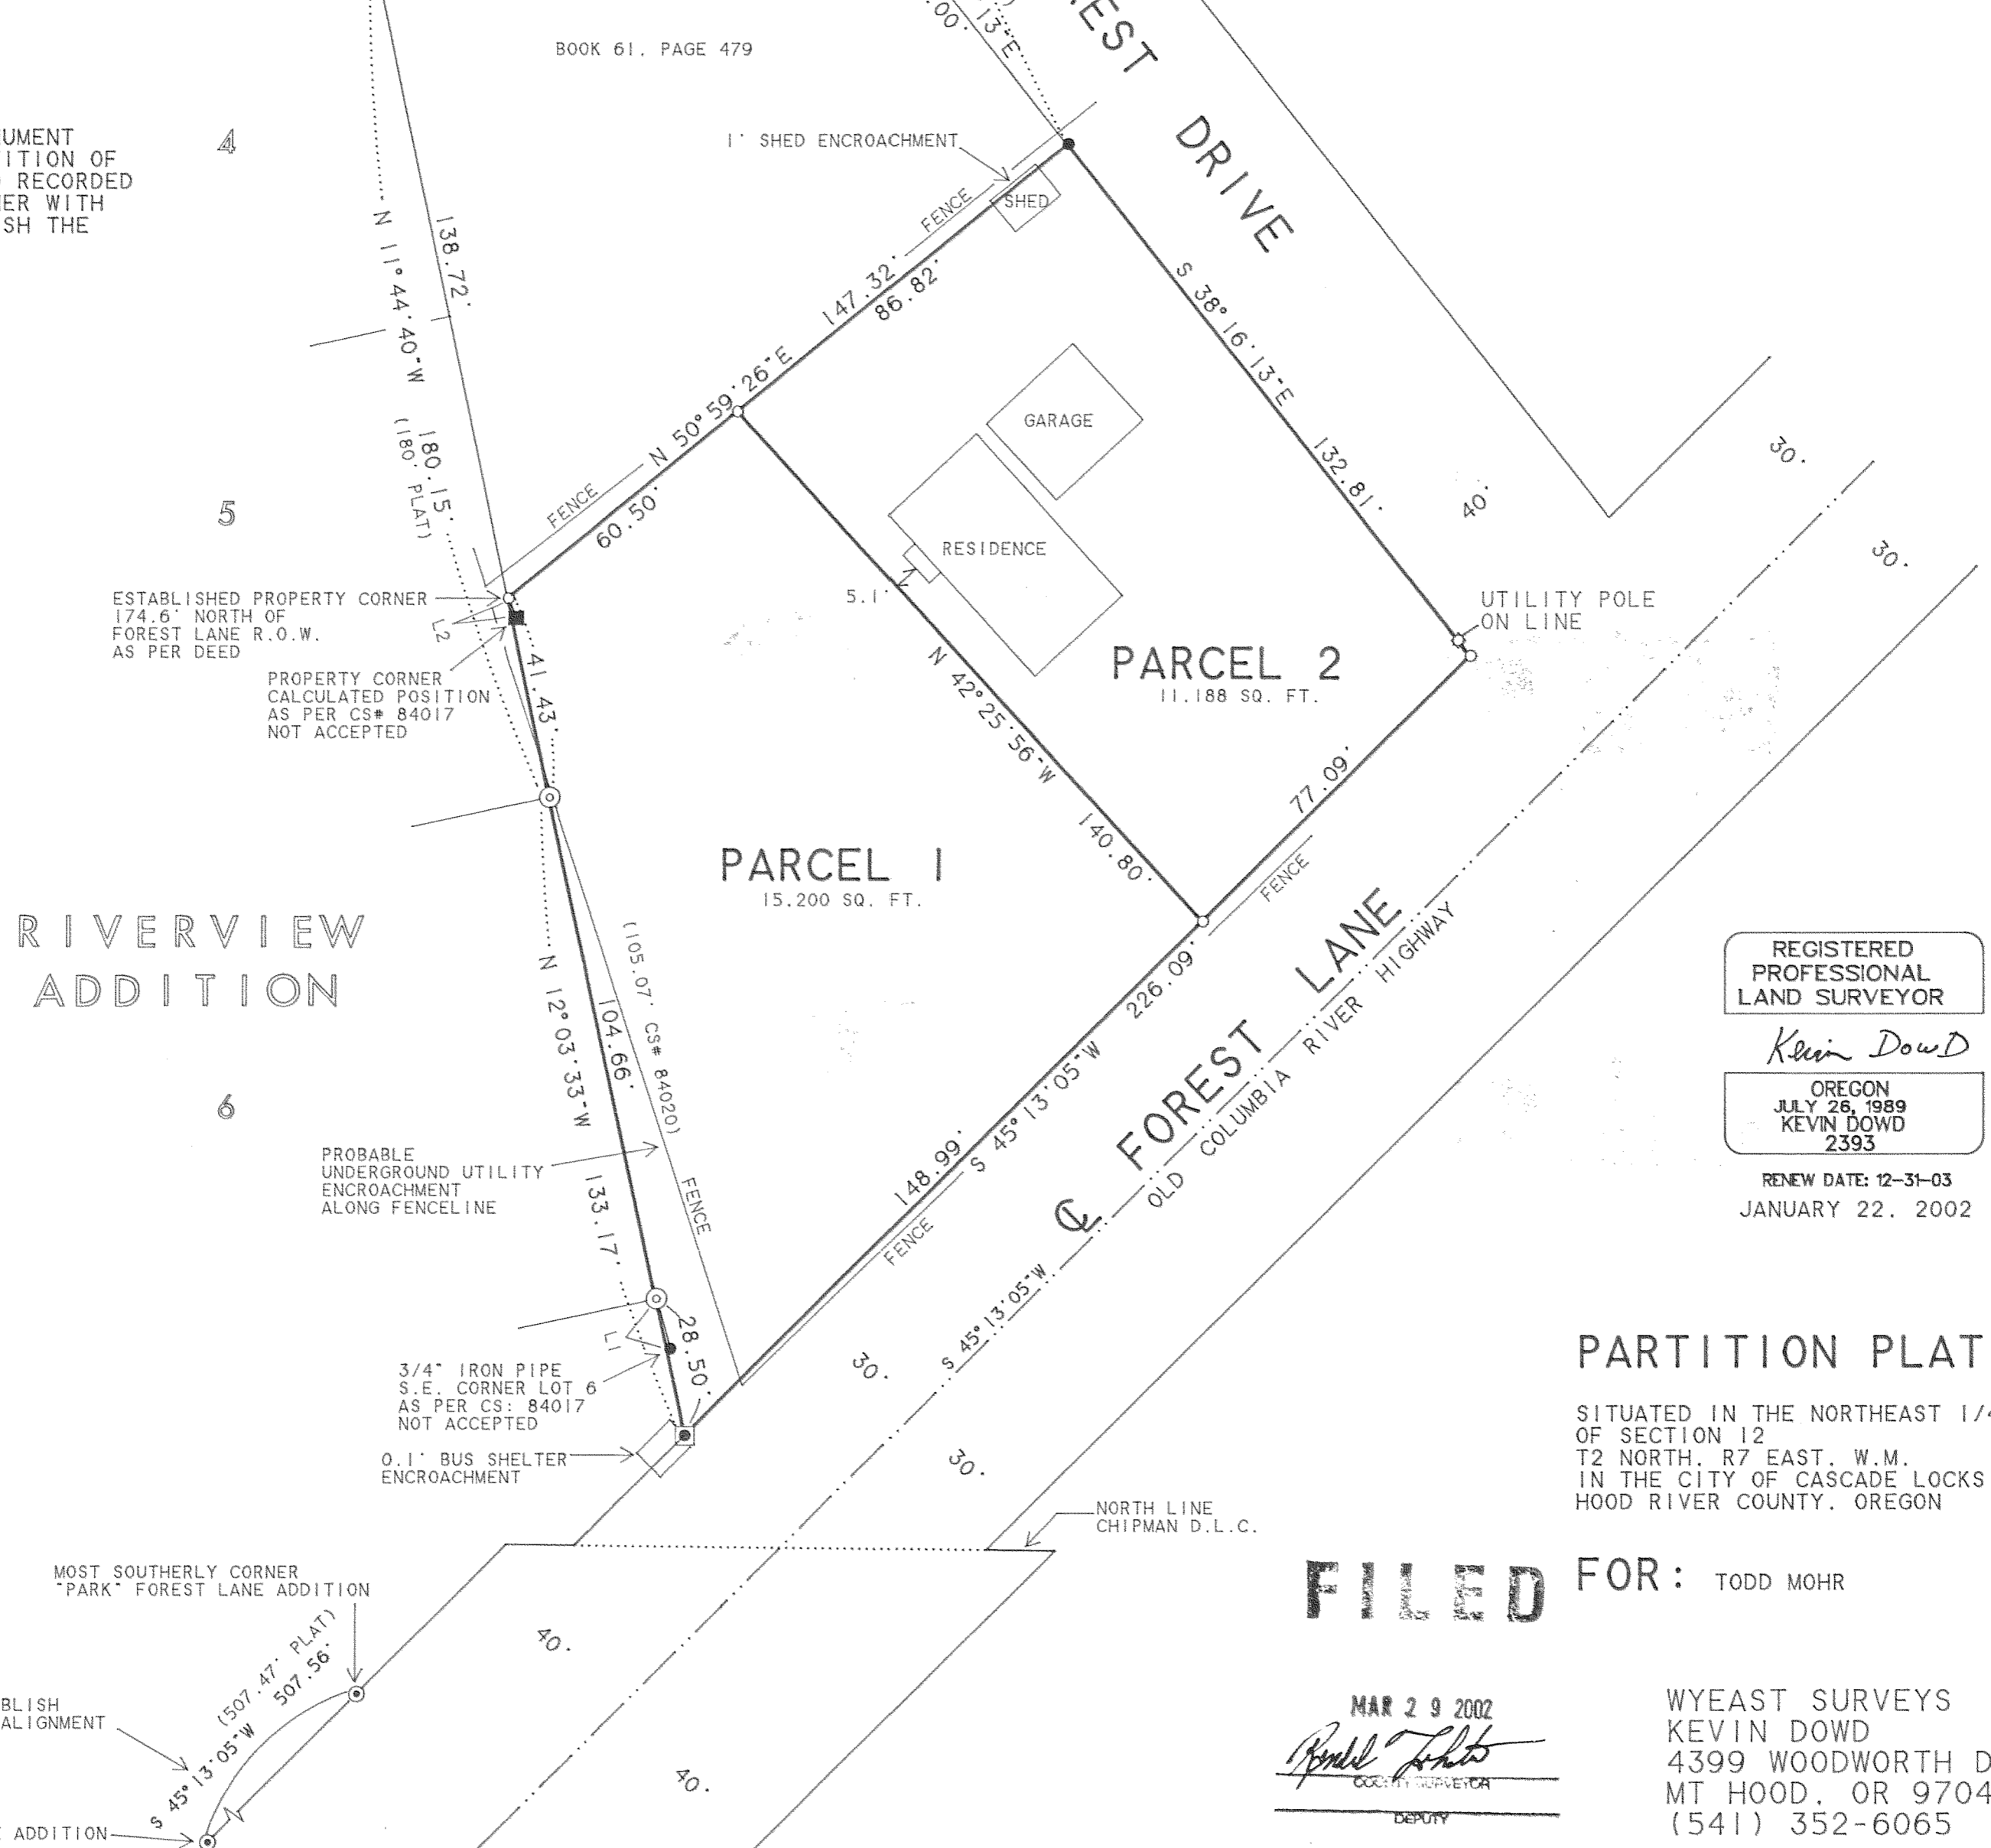 BOOK 61, PAGE 479
13"E
.00'
EST DRIVE
UMENT
ITION OF
RECORDED
ER WITH
SH THE
4
5
6
1' SHED ENCROACHMENT
FENCE
SHED
138.72'
N 11°44'40"W
180.15'
(180' PLAT)
147.32'
86.82'
N 50°59'26"E
FENCE
60.50'
S 38°16'13"E
132.81'
GARAGE
RESIDENCE
5.1'
40'
30'
30'
UTILITY POLE
ON LINE
PARCEL 2
11,188 SQ. FT.
ESTABLISHED PROPERTY CORNER
174.6' NORTH OF
FOREST LANE R.O.W.
AS PER DEED
L2
PROPERTY CORNER
CALCULATED POSITION
AS PER CS# 84017
NOT ACCEPTED
41.43'
N 42°25'56"W
140.80'
77.09'
FENCE
PARCEL 1
15,200 SQ. FT.
RIVERVIEW
ADDITION
N 12°03'33"W
133.17'
104.66'
(105.07' CS# 84020)
FENCE
PROBABLE
UNDERGROUND UTILITY
ENCROACHMENT
ALONG FENCELINE
226.09'
S 45°13'05"W
148.99'
FENCE
FOREST LANE
OLD COLUMBIA RIVER HIGHWAY
℄
S 45°13'05"W
30'
30'
28.50'
L1
3/4" IRON PIPE
S.E. CORNER LOT 6
AS PER CS: 84017
NOT ACCEPTED
0.1' BUS SHELTER
ENCROACHMENT
NORTH LINE
CHIPMAN D.L.C.
MOST SOUTHERLY CORNER
"PARK" FOREST LANE ADDITION
(507.47' PLAT)
507.56'
S 45°13'05"W
BLISH
ALIGNMENT
ADDITION
40'
40'
REGISTERED
PROFESSIONAL
LAND SURVEYOR
Kevin Dowd
OREGON
JULY 26, 1989
KEVIN DOWD
2393
RENEW DATE: 12-31-03
JANUARY 22, 2002
PARTITION PLAT
SITUATED IN THE NORTHEAST 1/4
OF SECTION 12
T2 NORTH, R7 EAST, W.M.
IN THE CITY OF CASCADE LOCKS
HOOD RIVER COUNTY, OREGON
FOR: TODD MOHR
FILED
MAR 29 2002
COUNTY SURVEYOR
DEPUTY
WYEAST SURVEYS
KEVIN DOWD
4399 WOODWORTH D
MT HOOD, OR 9704
(541) 352-6065